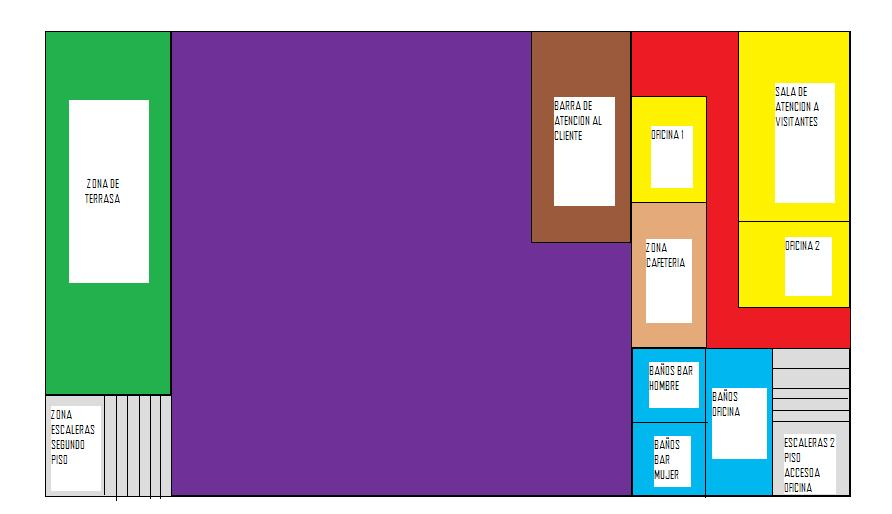 ZONA DE
TERRASA
ZONA
ESCALERAS
SEGUNDO
PISO
BARRA DE
ATENCION AL
CLIENTE
OFICINA 1
ZONA
CAFETERIA
SALA DE
ATENCION A
VISITANTES
OFICINA 2
BAÑOS BAR
HOMBRE
BAÑOS
BAR
MUJER
BAÑOS
OFICINA
ESCALERAS 2
PISO
ACCESOA
OFICINA